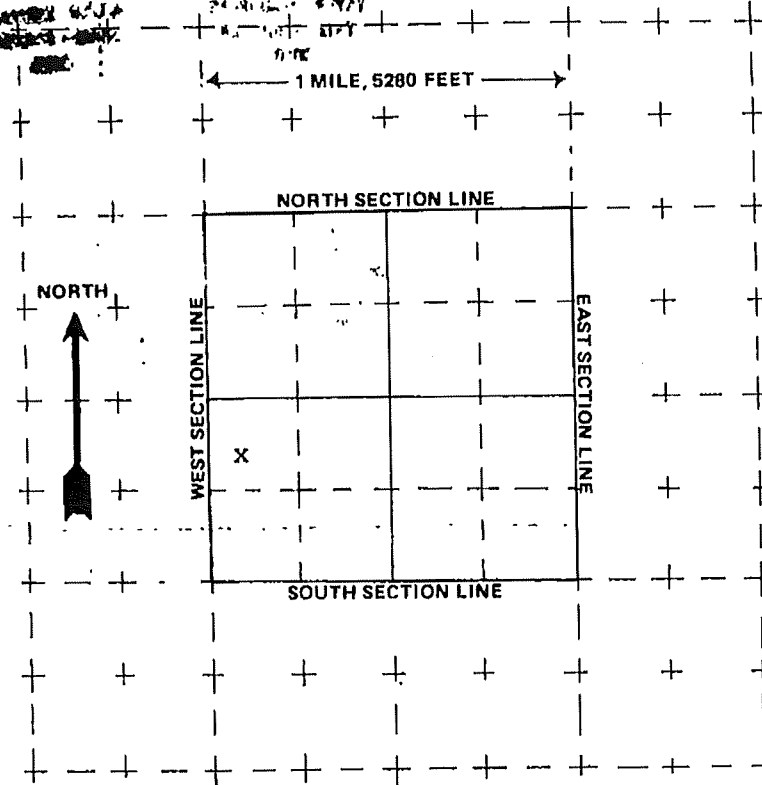 1 MILE, 5280 FEET
NORTH SECTION LINE
NORTH
WEST SECTION LINE
EAST SECTION LINE
X
SOUTH SECTION LINE